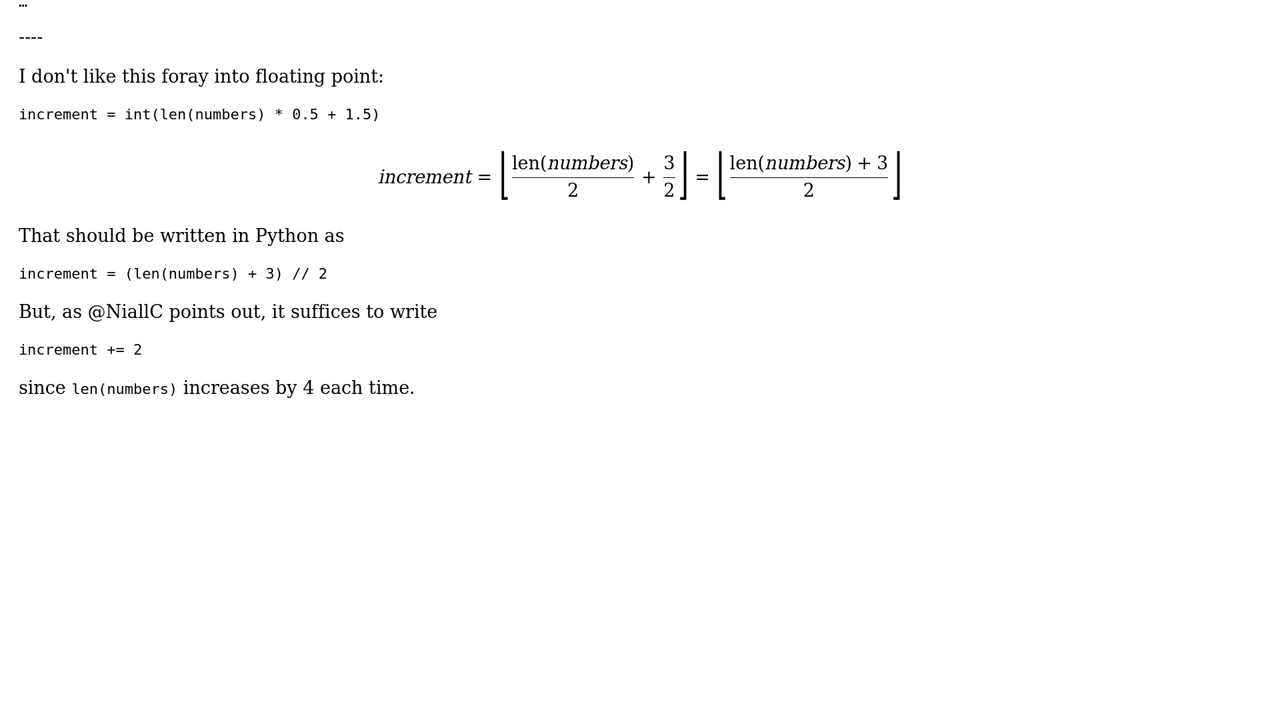 …
----
I don't like this foray into floating point:
increment = int(len(numbers) * 0.5 + 1.5)
increment = ⌊ len(numbers) / 2 + 3 / 2 ⌋ = ⌊ len(numbers) + 3 / 2 ⌋
That should be written in Python as
increment = (len(numbers) + 3) // 2
But, as @NiallC points out, it suffices to write
increment += 2
since len(numbers) increases by 4 each time.